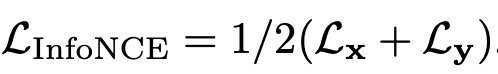 ℒ_InfoNCE = 1/2(ℒ_𝐱 + ℒ_𝐲).